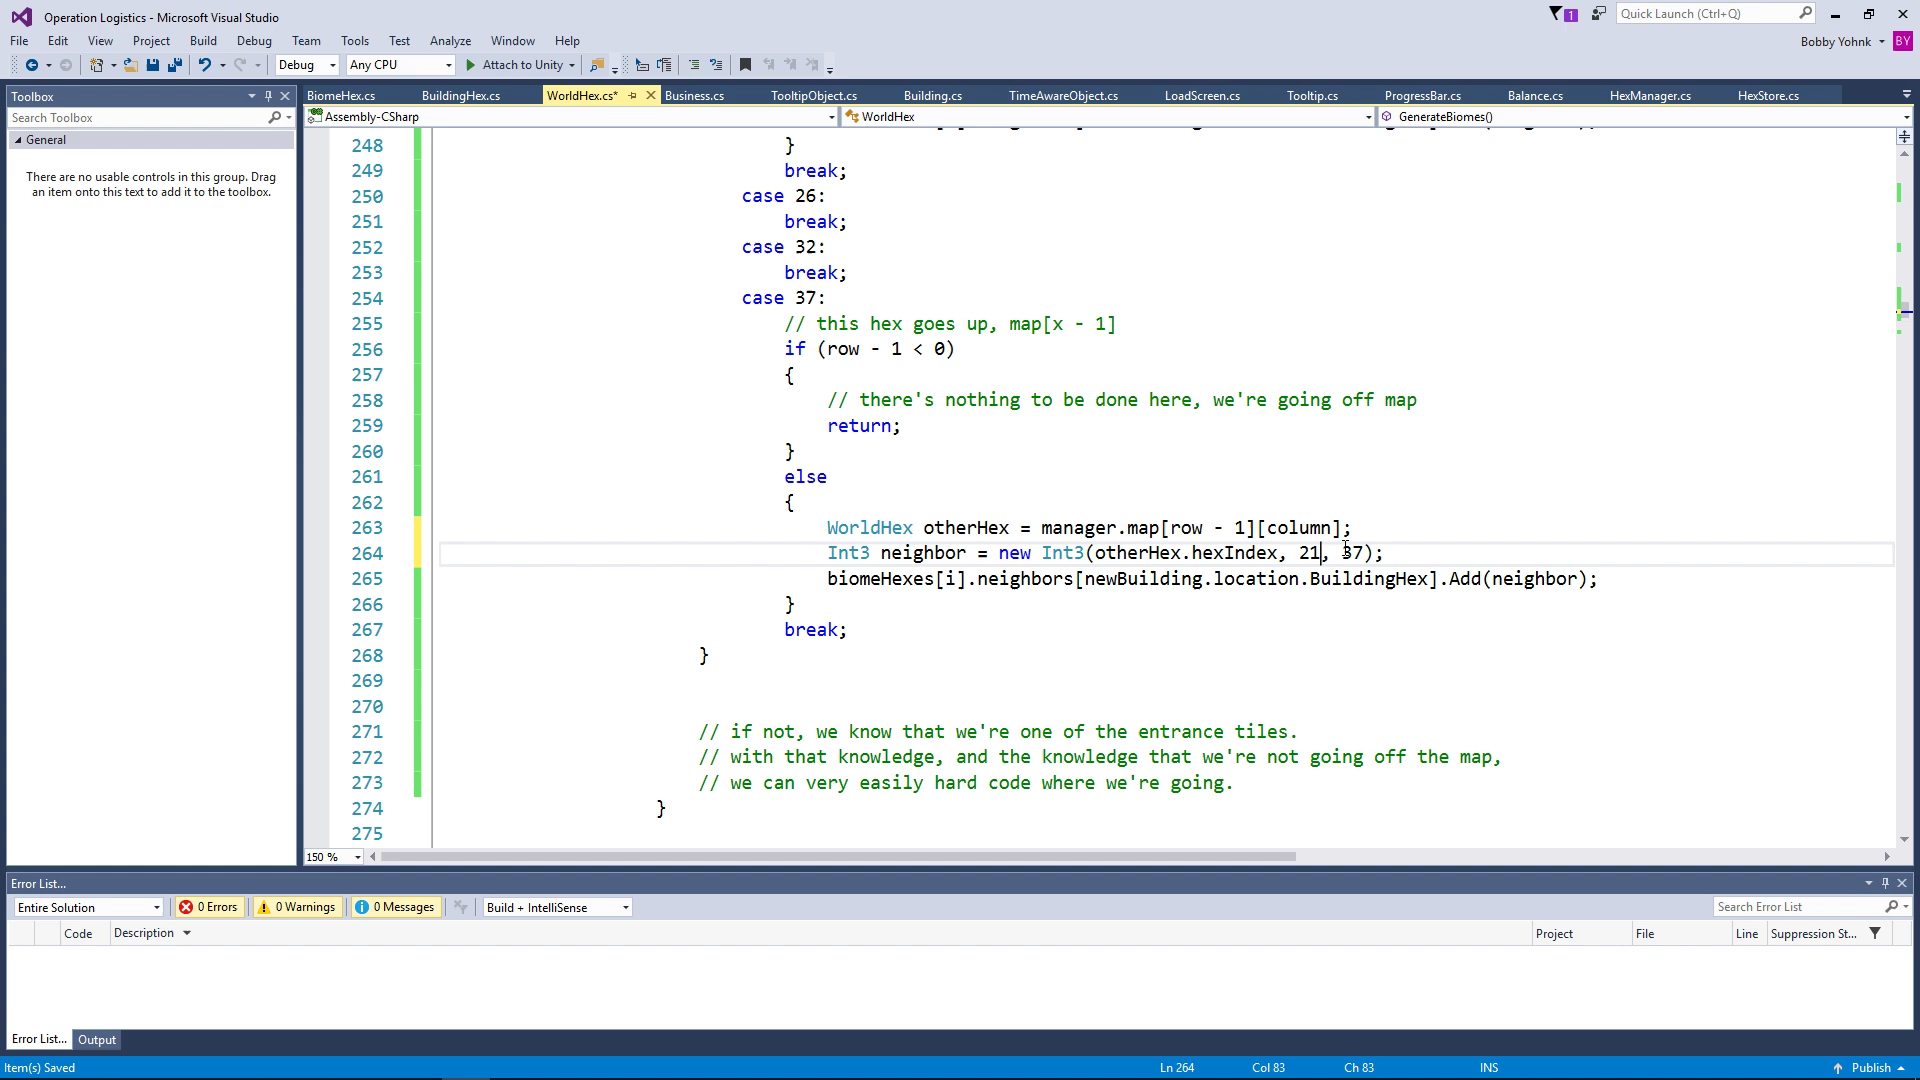 Operation Logistics - Microsoft Visual Studio
1
Quick Launch (Ctrl+Q)
File Edit View Project Build Debug Team Tools Test Analyze Window Help
Bobby Yohnk BY
Debug Any CPU Attach to Unity
Toolbox
BiomeHex.cs BuildingHex.cs WorldHex.cs* Business.cs TooltipObject.cs Building.cs TimeAwareObject.cs LoadScreen.cs Tooltip.cs ProgressBar.cs Balance.cs HexManager.cs HexStore.cs
Search Toolbox
Assembly-CSharp WorldHex GenerateBiomes()
General
There are no usable controls in this group. Drag
an item onto this text to add it to the toolbox.
248 }
249 break;
250 case 26:
251 break;
252 case 32:
253 break;
254 case 37:
255 // this hex goes up, map[x - 1]
256 if (row - 1 < 0)
257 {
258 // there's nothing to be done here, we're going off map
259 return;
260 }
261 else
262 {
263 WorldHex otherHex = manager.map[row - 1][column];
264 Int3 neighbor = new Int3(otherHex.hexIndex, 21, 37);
265 biomeHexes[i].neighbors[newBuilding.location.BuildingHex].Add(neighbor);
266 }
267 break;
268 }
269
270
271 // if not, we know that we're one of the entrance tiles.
272 // with that knowledge, and the knowledge that we're not going off the map,
273 // we can very easily hard code where we're going.
274 }
275
150 %
Error List...
Entire Solution 0 Errors 0 Warnings 0 Messages Build + IntelliSense Search Error List
Code Description Project File Line Suppression St...
Error List... Output
Item(s) Saved Ln 264 Col 83 Ch 83 INS Publish